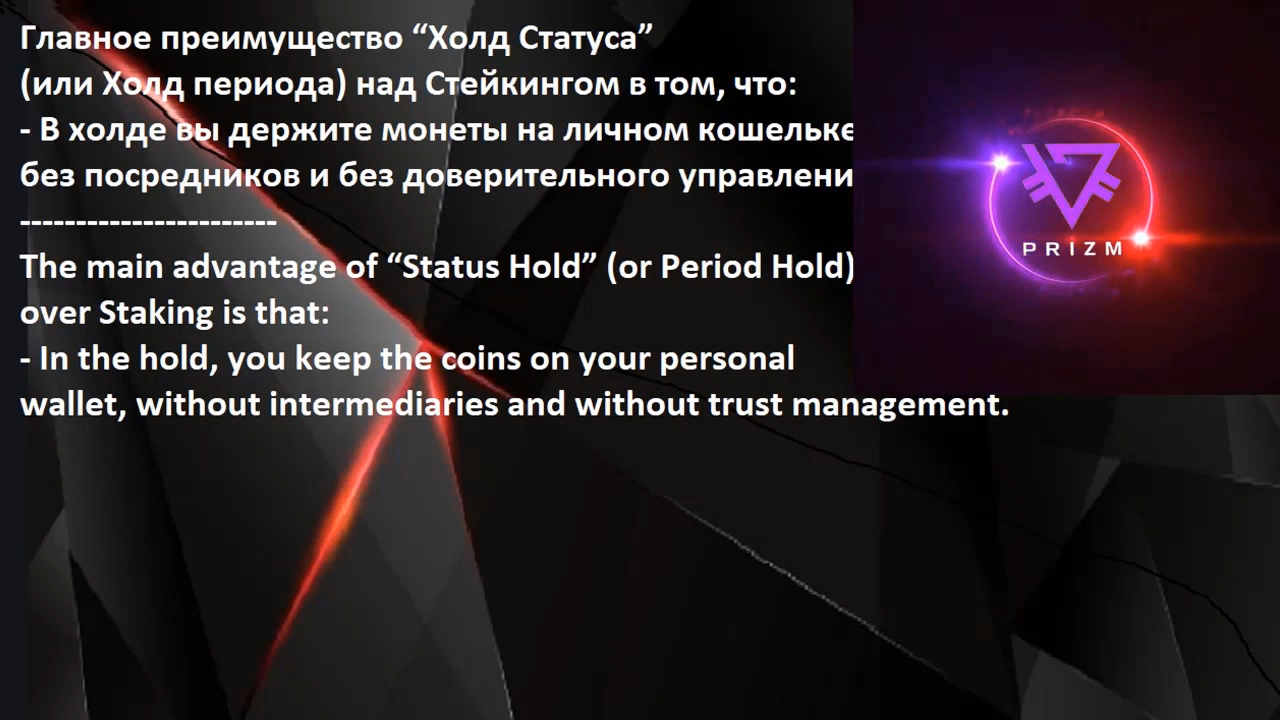 Главное преимущество “Холд Статуса”
(или Холд периода) над Стейкингом в том, что:
- В холде вы держите монеты на личном кошельке
без посредников и без доверительного управлени
-----------------------
The main advantage of “Status Hold” (or Period Hold)
over Staking is that:
- In the hold, you keep the coins on your personal
wallet, without intermediaries and without trust management.
PRIZM